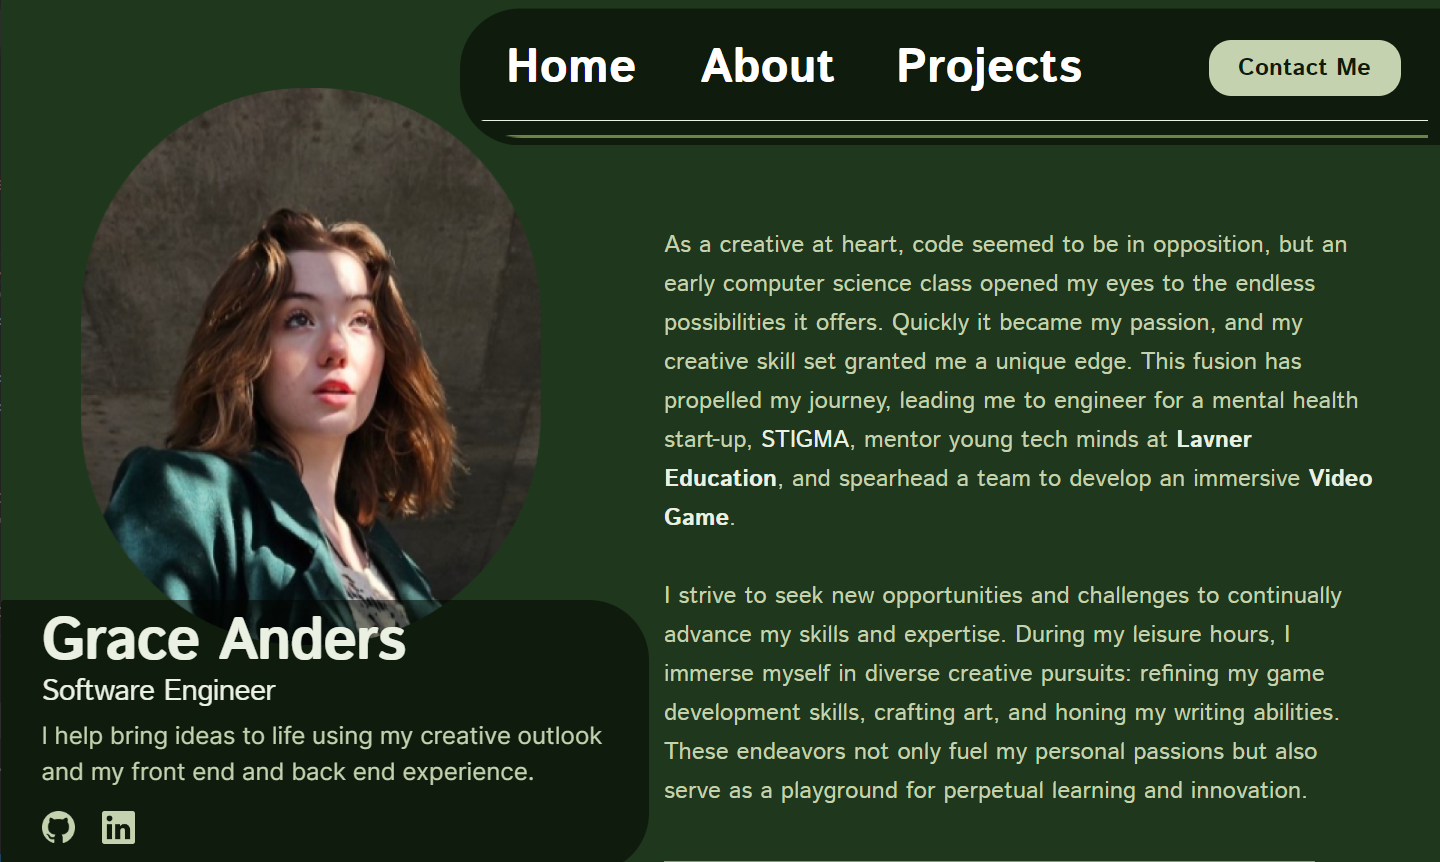 Home About Projects Contact Me
As a creative at heart, code seemed to be in opposition, but an
early computer science class opened my eyes to the endless
possibilities it offers. Quickly it became my passion, and my
creative skill set granted me a unique edge. This fusion has
propelled my journey, leading me to engineer for a mental health
start-up, STIGMA, mentor young tech minds at Lavner
Education, and spearhead a team to develop an immersive Video
Game.
I strive to seek new opportunities and challenges to continually
advance my skills and expertise. During my leisure hours, I
immerse myself in diverse creative pursuits: refining my game
development skills, crafting art, and honing my writing abilities.
These endeavors not only fuel my personal passions but also
serve as a playground for perpetual learning and innovation.
Grace Anders
Software Engineer
I help bring ideas to life using my creative outlook
and my front end and back end experience.
in